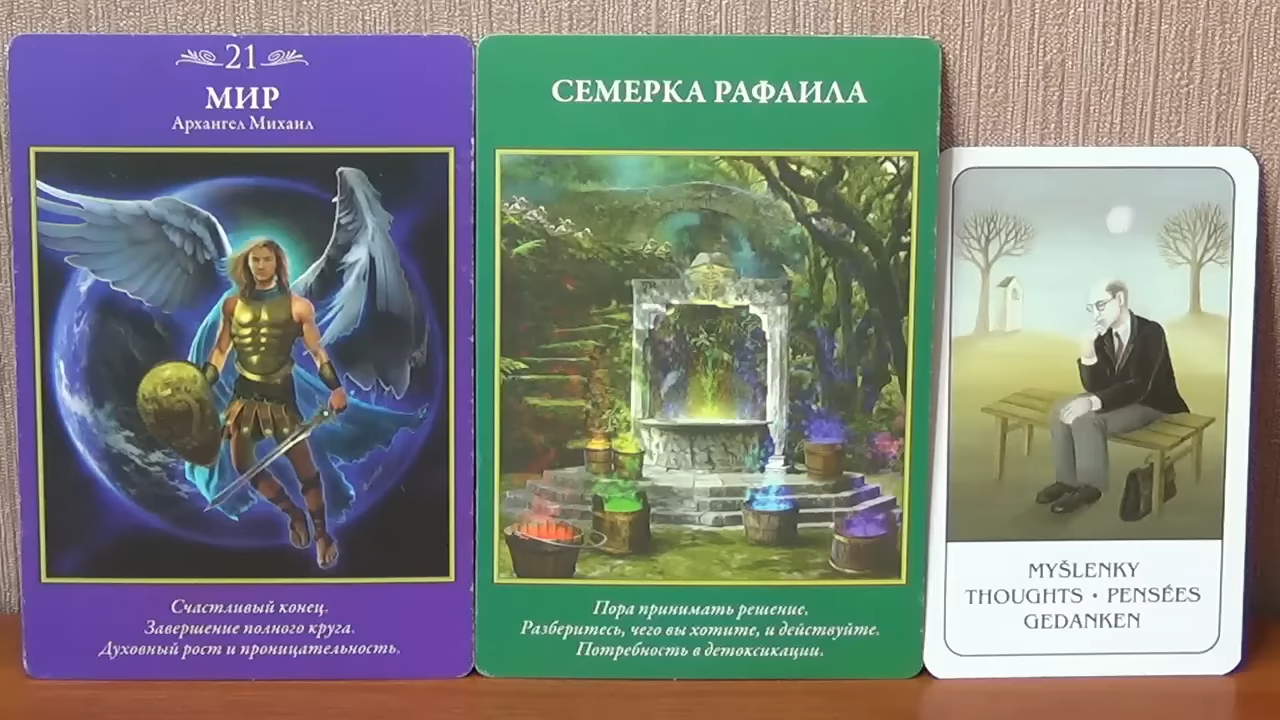 21
МИР
Архангел Михаил
Счастливый конец.
Завершение полного круга.
Духовный рост и проницательность.
СЕМЕРКА РАФАИЛА
Пора принимать решение.
Разберитесь, чего вы хотите, и действуйте.
Потребность в детоксикации.
MYŠLENKY
THOUGHTS • PENSÉES
GEDANKEN